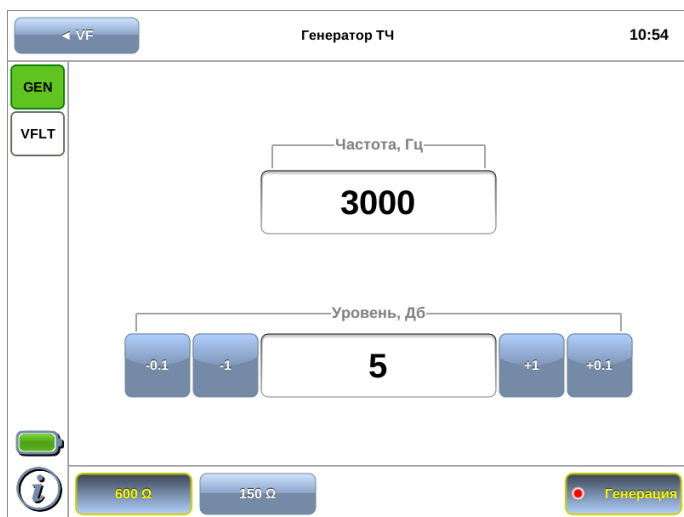 ◄ VF
Генератор ТЧ
10:54
GEN
VFLT
Частота, Гц
3000
Уровень, Дб
-0.1
-1
5
+1
+0.1
i
600 Ω
150 Ω
Генерация